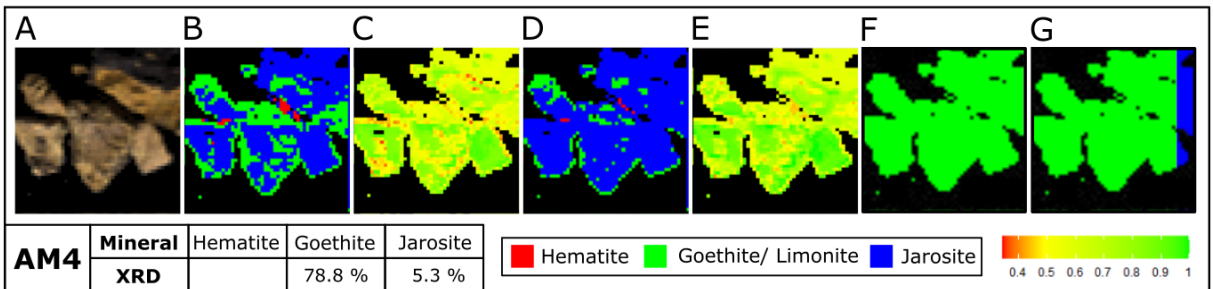 A B C D E F G
AM4 Mineral Hematite Goethite Jarosite
XRD 78.8 % 5.3 %
Hematite Goethite/ Limonite Jarosite
0.4 0.5 0.6 0.7 0.8 0.9 1